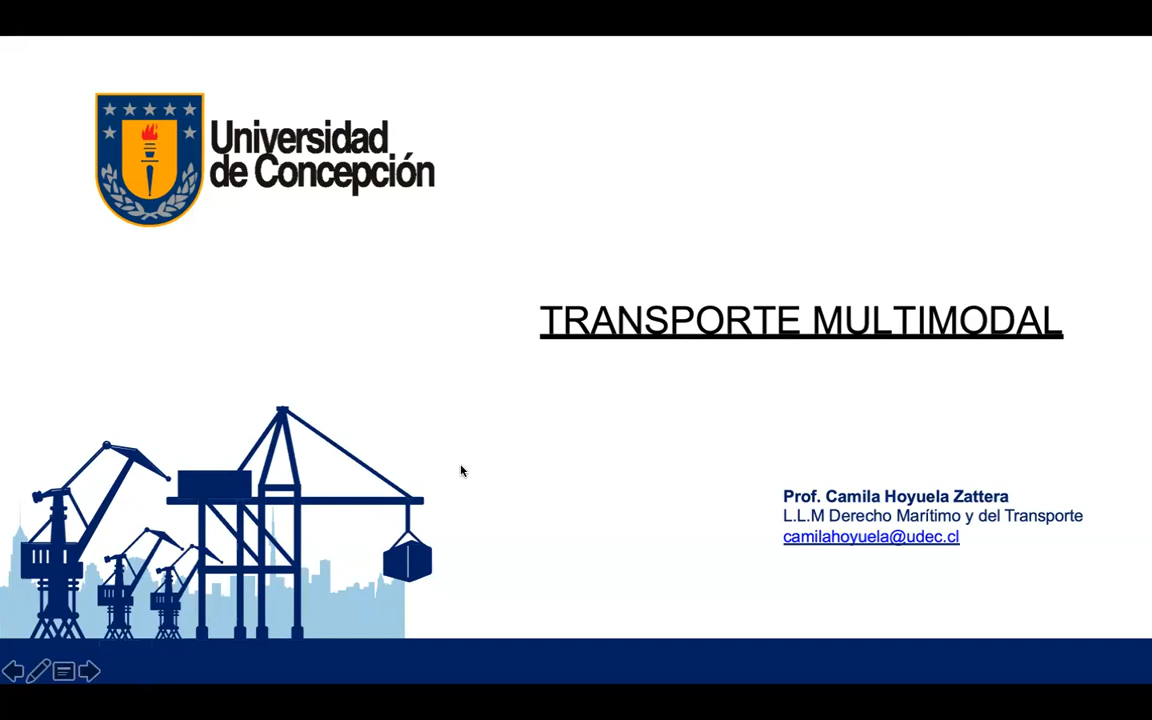 Universidad
de Concepción
TRANSPORTE MULTIMODAL
Prof. Camila Hoyuela Zattera
L.L.M Derecho Marítimo y del Transporte
camilahoyuela@udec.cl